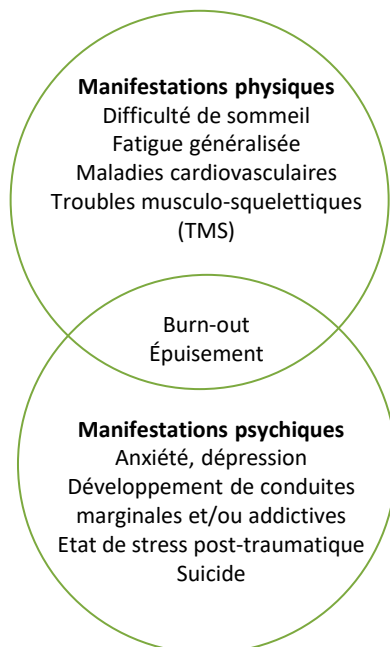 Manifestations physiques
Difficulté de sommeil
Fatigue généralisée
Maladies cardiovasculaires
Troubles musculo-squelettiques
(TMS)
Burn-out
Épuisement
Manifestations psychiques
Anxiété, dépression
Développement de conduites
marginales et/ou addictives
Etat de stress post-traumatique
Suicide